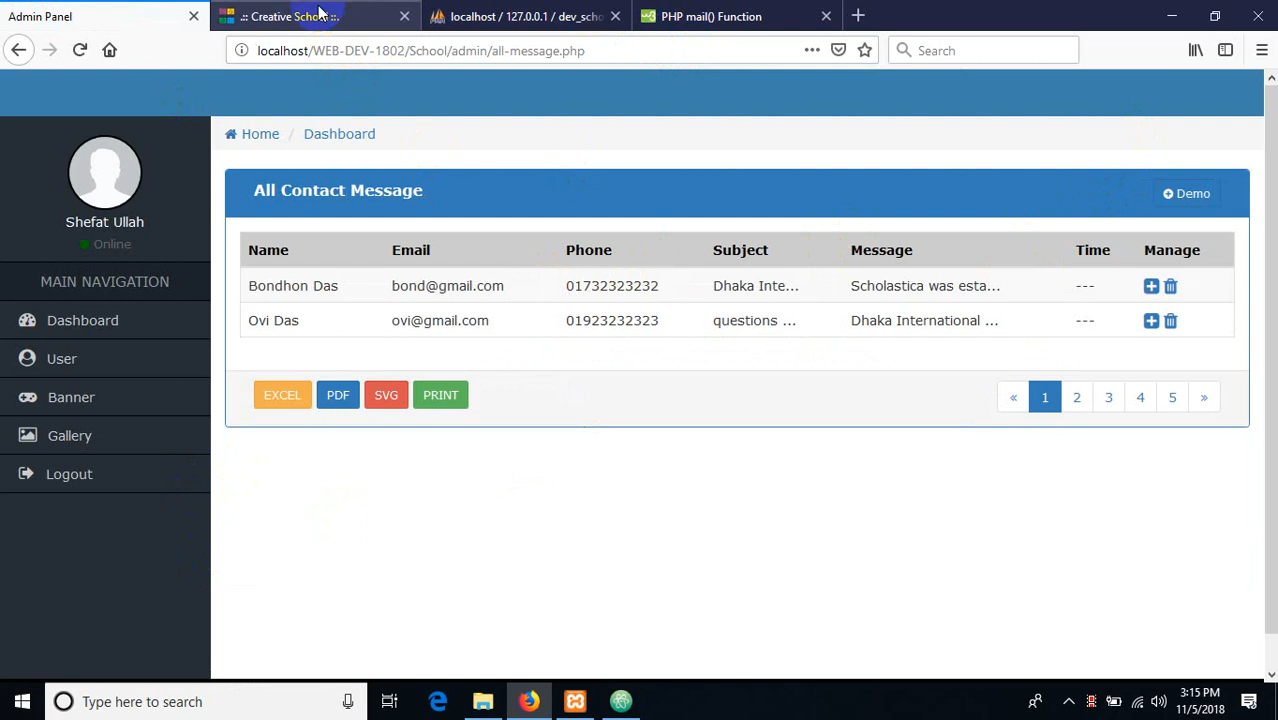 Admin Panel
.:: Creative School ::.
localhost / 127.0.0.1 / dev_scho
PHP mail() Function
localhost/WEB-DEV-1802/School/admin/all-message.php
Search
Home / Dashboard
Shefat Ullah
Online
MAIN NAVIGATION
Dashboard
User
Banner
Gallery
Logout
All Contact Message
Demo
Name Email Phone Subject Message Time Manage
Bondhon Das bond@gmail.com 01732323232 Dhaka Inte... Scholastica was esta... ---
Ovi Das ovi@gmail.com 01923232323 questions ... Dhaka International ... ---
EXCEL PDF SVG PRINT
« 1 2 3 4 5 »
Type here to search
3:15 PM
11/5/2018